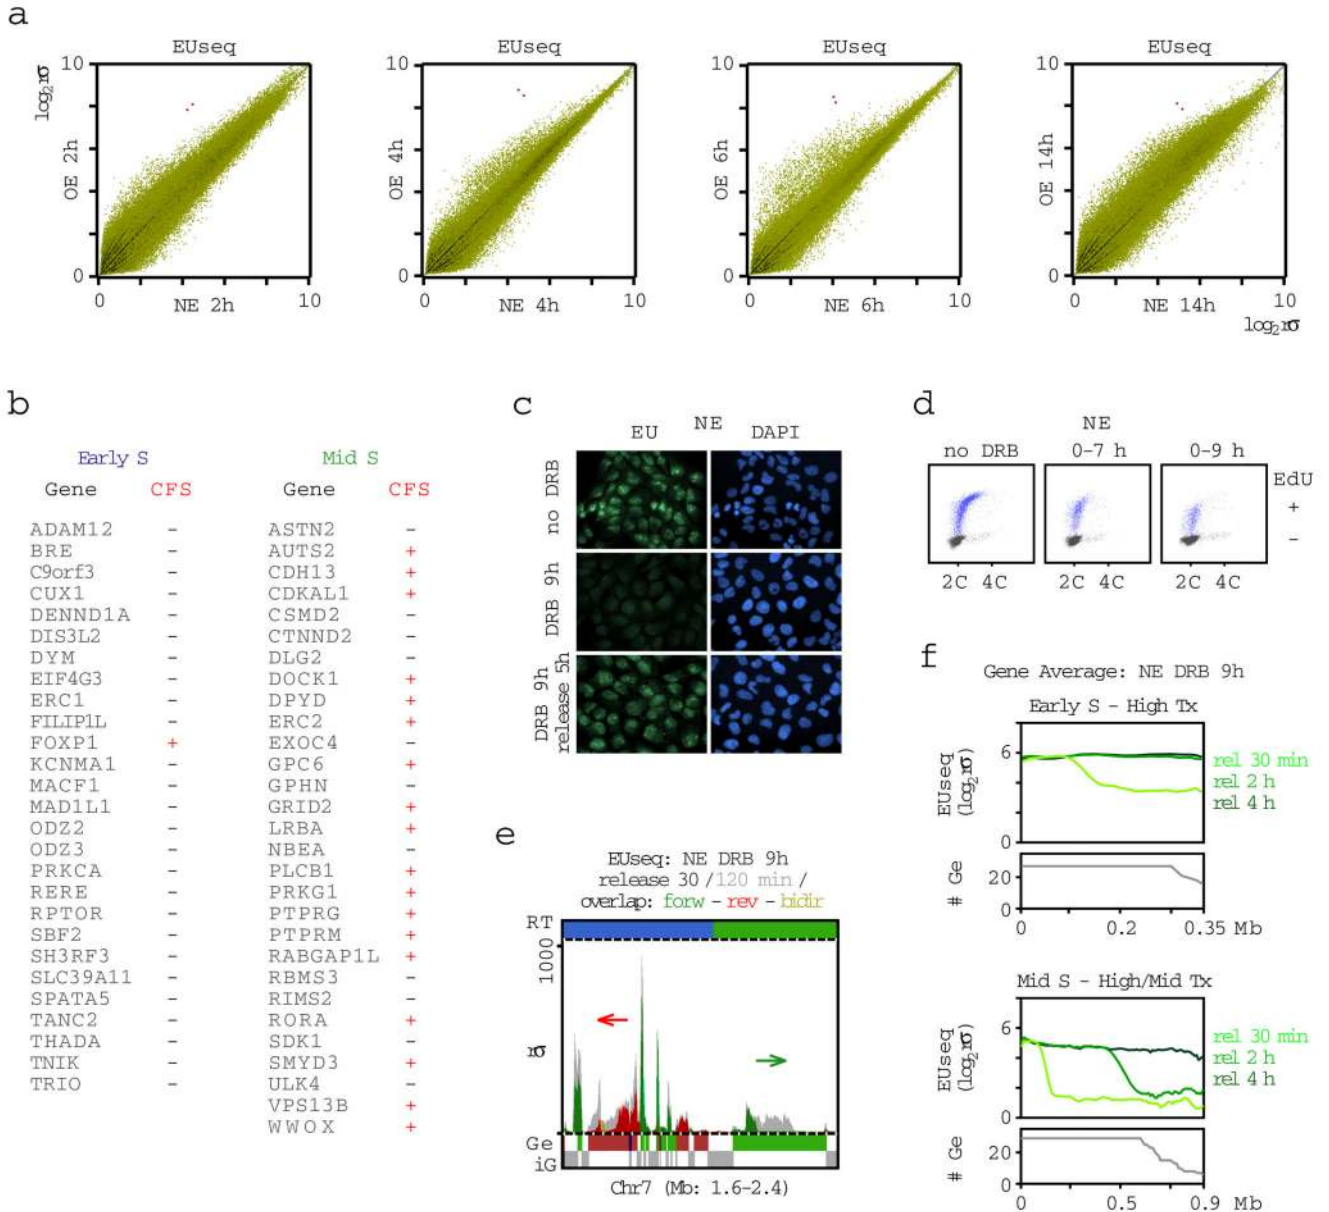 a
EUseq EUseq EUseq EUseq
log2rσ
10 10 10 10
OE 2h OE 4h OE 6h OE 14h
0 0 0 0
0 NE 2h 10 0 NE 4h 10 0 NE 6h 10 0 NE 14h 10
log2rσ
b
Early S Mid S
Gene CFS Gene CFS
ADAM12 - ASTN2 -
BRE - AUTS2 +
C9orf3 - CDH13 +
CUX1 - CDKAL1 +
DENND1A - CSMD2 -
DIS3L2 - CTNND2 -
DYM - DLG2 -
EIF4G3 - DOCK1 +
ERC1 - DPYD +
FILIP1L - ERC2 +
FOXP1 + EXOC4 -
KCNMA1 - GPC6 +
MACF1 - GPHN -
MAD1L1 - GRID2 +
ODZ2 - LRBA +
ODZ3 - NBEA -
PRKCA - PLCB1 +
RERE - PRKG1 +
RPTOR - PTPRG +
SBF2 - PTPRM +
SH3RF3 - RABGAP1L +
SLC39A11 - RBMS3 -
SPATA5 - RIMS2 -
TANC2 - RORA +
THADA - SDK1 -
TNIK - SMYD3 +
TRIO - ULK4 -
VPS13B +
WWOX +
c
NE
EU DAPI
no DRB
DRB 9h
DRB 9h
release 5h
d
NE
no DRB 0-7 h 0-9 h
EdU
+
-
2C 4C 2C 4C 2C 4C
e
EUseq: NE DRB 9h
release 30 / 120 min /
overlap: forw - rev - bidir
RT
1000
rσ
Ge
iG
Chr7 (Mb: 1.6-2.4)
f
Gene Average: NE DRB 9h
Early S - High Tx
EUseq
(log2rσ)
6
0
rel 30 min
rel 2 h
rel 4 h
# Ge
20
0
0 0.2 0.35 Mb
Mid S - High/Mid Tx
EUseq
(log2rσ)
6
0
rel 30 min
rel 2 h
rel 4 h
# Ge
20
0
0 0.5 0.9 Mb